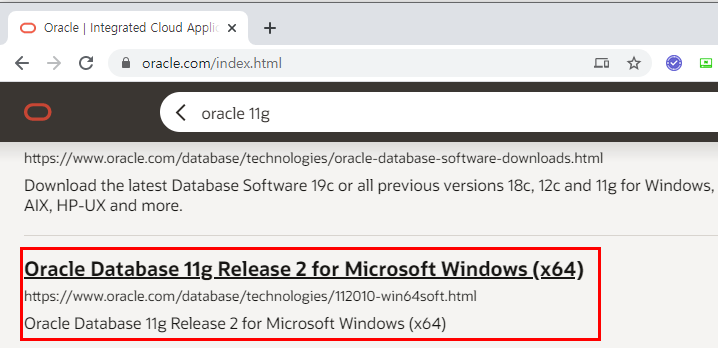 Oracle | Integrated Cloud Applic
oracle.com/index.html
oracle 11g
https://www.oracle.com/database/technologies/oracle-database-software-downloads.html
Download the latest Database Software 19c or all previous versions 18c, 12c and 11g for Windows,
AIX, HP-UX and more.
Oracle Database 11g Release 2 for Microsoft Windows (x64)
https://www.oracle.com/database/technologies/112010-win64soft.html
Oracle Database 11g Release 2 for Microsoft Windows (x64)